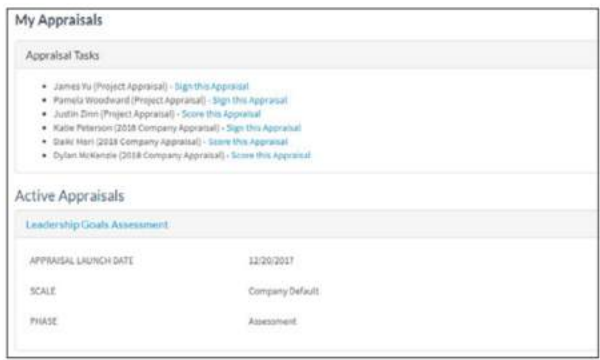 My Appraisals
Appraisal Tasks
James Yu (Project Appraisal) - Sign this Appraisal
Pamela Woodward (Project Appraisal) - Sign this Appraisal
Justin Zinn (Project Appraisal) - Score this Appraisal
Katie Peterson (2018 Company Appraisal) - Sign this Appraisal
(2018 Company Appraisal) - Score this Appraisal
Dylan McKenzie (2018 Company Appraisal) - Score this Appraisal
Active Appraisals
Leadership Goals Assessment
APPRAISAL LAUNCH DATE 12/20/2017
SCALE Company Default
PHASE Assessment